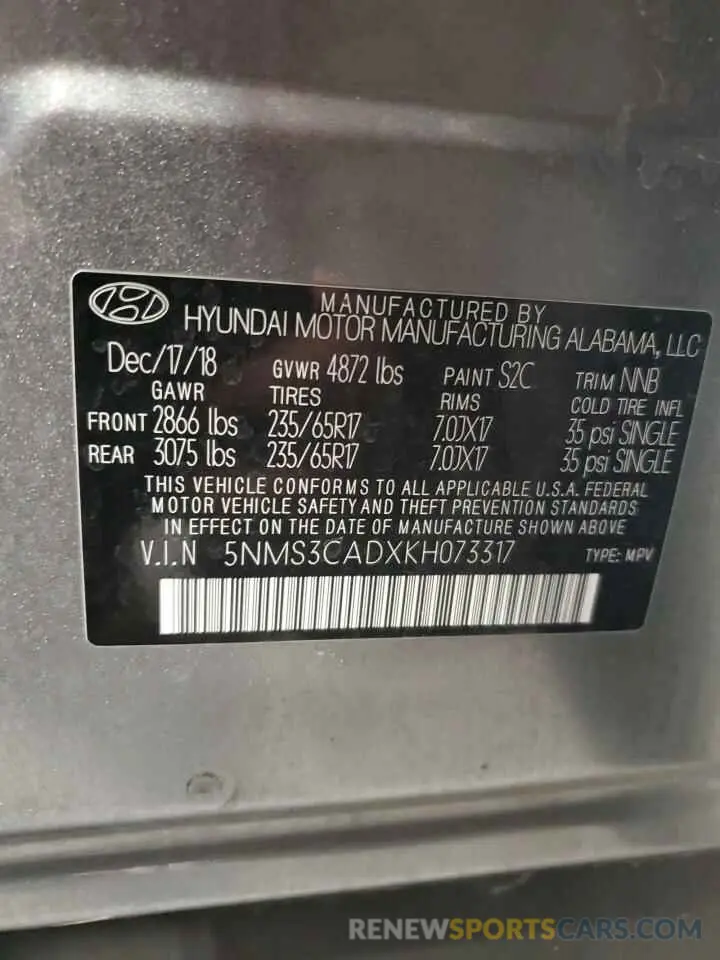 MANUFACTURED BY
HYUNDAI MOTOR MANUFACTURING ALABAMA, LLC
Dec/17/18 GVWR 4872 lbs PAINT S2C TRIM NNB
GAWR TIRES RIMS COLD TIRE INFL
FRONT 2866 lbs 235/65R17 7.0JX17 35 psi SINGLE
REAR 3075 lbs 235/65R17 7.0JX17 35 psi SINGLE
THIS VEHICLE CONFORMS TO ALL APPLICABLE U.S.A. FEDERAL
MOTOR VEHICLE SAFETY AND THEFT PREVENTION STANDARDS
IN EFFECT ON THE DATE OF MANUFACTURE SHOWN ABOVE
V.I.N 5NMS3CADXKH073317 TYPE: MPV
RENEWSPORTSCARS.COM